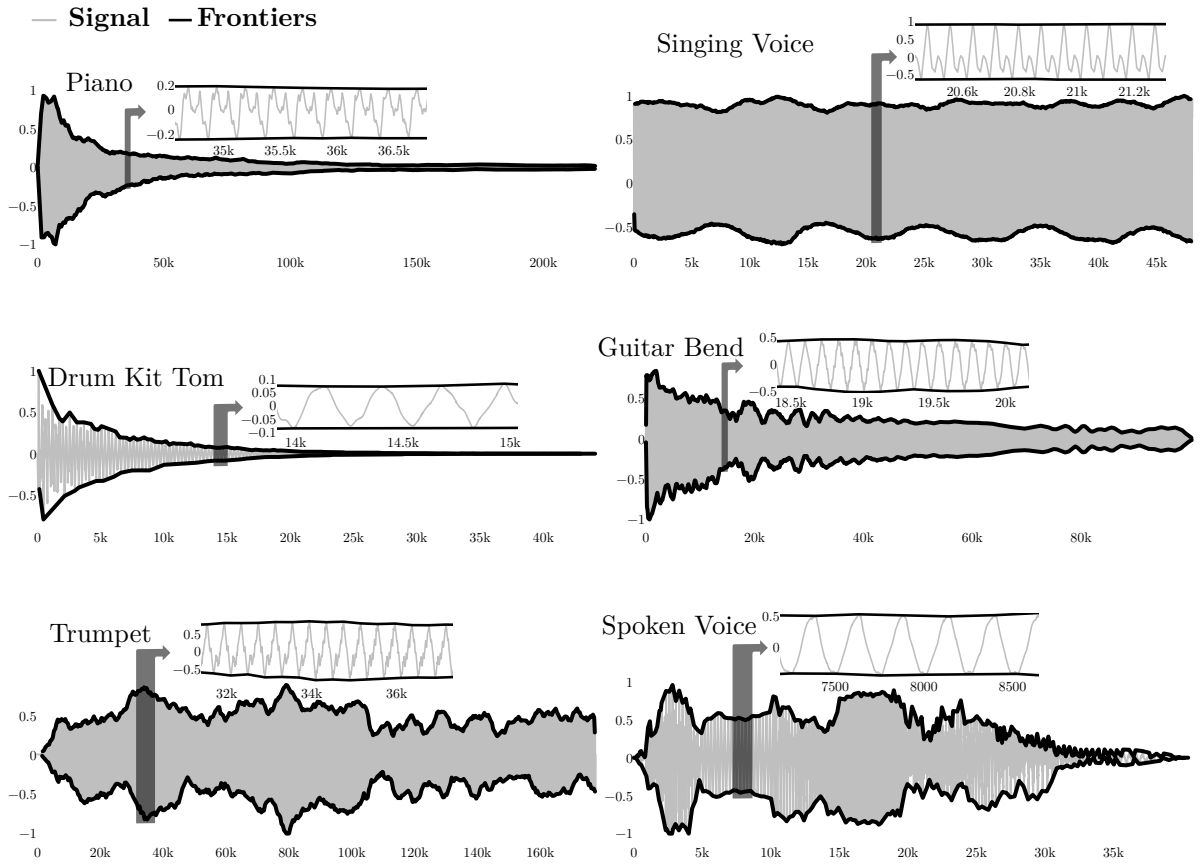 Signal Frontiers
Piano
0.2
0
−0.2
35k 35.5k 36k 36.5k
1
0.5
0
−0.5
−1
0 50k 100k 150k 200k
Singing Voice
1
0.5
0
−0.5
20.6k 20.8k 21k 21.2k
1
0.5
0
−0.5
0 5k 10k 15k 20k 25k 30k 35k 40k 45k
Drum Kit Tom
0.1
0.05
0
−0.05
−0.1
14k 14.5k 15k
1
0.5
0
−0.5
0 5k 10k 15k 20k 25k 30k 35k 40k
Guitar Bend
0.5
0
−0.5
18.5k 19k 19.5k 20k
0.5
0
−0.5
−1
0 20k 40k 60k 80k
Trumpet
0.5
0
−0.5
32k 34k 36k
0.5
0
−0.5
−1
0 20k 40k 60k 80k 100k 120k 140k 160k
Spoken Voice
0.5
0
7500 8000 8500
1
0.5
0
−0.5
−1
0 5k 10k 15k 20k 25k 30k 35k